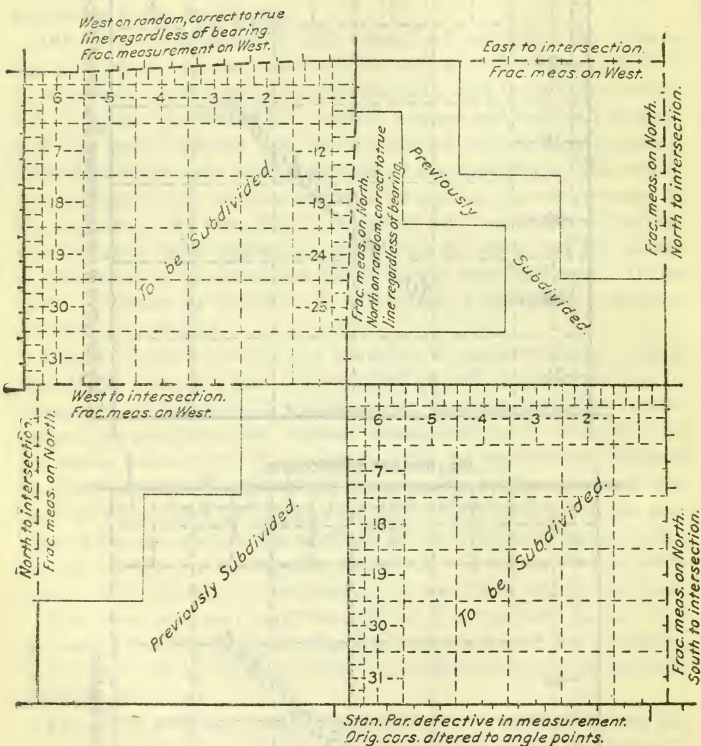 West on random, correct to true
line regardless of bearing.
Frac. measurement on West.
East to intersection.
Frac. meas. on West.
6 5 4 3 2
7
18
19
30
31
12
13
24
25
To be Subdivided.
Frac. meas. on North.
North on random, correct to true
line regardless of bearing.
Previously
Subdivided.
Frac. meas. on North.
North to intersection.
West to intersection.
Frac. meas. on West.
North to intersection.
Frac. meas. on North.
Previously Subdivided.
6 5 4 3 2
7
18
19
30
31
To be Subdivided.
Frac. meas. on North.
South to intersection.
Stan. Par. defective in measurement.
Orig. cors. altered to angle points.